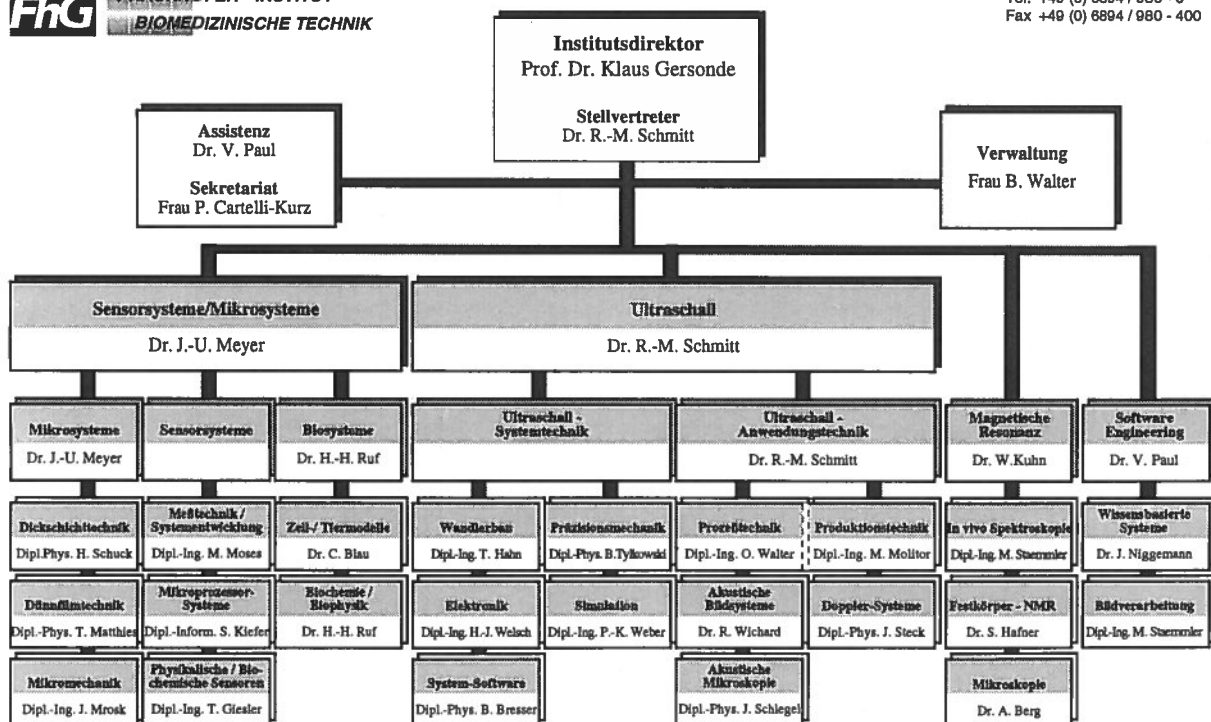 FhG
BIOMEDIZINISCHE TECHNIK
Fax +49 (0) 6894 / 980 - 400
Institutsdirektor
Prof. Dr. Klaus Gersonde
Stellvertreter
Dr. R.-M. Schmitt
Assistenz
Dr. V. Paul
Sekretariat
Frau P. Cartelli-Kurz
Verwaltung
Frau B. Walter
Sensorsysteme/Mikrosysteme
Dr. J.-U. Meyer
Ultraschall
Dr. R.-M. Schmitt
Mikrosysteme
Dr. J.-U. Meyer
Sensorsysteme
Biosysteme
Dr. H.-H. Ruf
Ultraschall -
Systemtechnik
Ultraschall -
Anwendungstechnik
Dr. R.-M. Schmitt
Magnetische
Resonanz
Dr. W.Kuhn
Software
Engineering
Dr. V. Paul
Dickschichttechnik
Dipl.Phys. H. Schuck
Meßtechnik /
Systementwicklung
Dipl.-Ing. M. Moses
Zell-/ Tiermodelle
Dr. C. Blau
Wandlerbau
Dipl-Ing. T. Hahn
Präzisionsmechanik
Dipl-Phys. B.Tylkowski
Prozeßtechnik
Dipl.-Ing. O. Walter
Produktionstechnik
Dipl.-Ing. M. Molitor
In vivo Spektroskopie
Dipl-Ing. M. Staemmler
Wissensbasierte
Systeme
Dr. J. Niggemann
Dünnfilmtechnik
Dipl.-Phys. T. Matthies
Mikroprozessor-
Systeme
Dipl.-Inform. S. Kiefer
Biochemie /
Biophysik
Dr. H.-H. Ruf
Elektronik
Dipl-Ing. H.-J. Welsch
Simulation
Dipl-Ing. P.-K. Weber
Akustische
Bildsysteme
Dr. R. Wichard
Doppler-Systeme
Dipl.-Phys. J. Steck
Festkörper - NMR
Dr. S. Hafner
Bildverarbeitung
Dipl-Ing. M. Staemmler
Mikromechanik
Dipl.-Ing. J. Mrosk
Physikalische / Bio-
chemische Sensoren
Dipl.-Ing. T. Giesler
System-Software
Dipl.-Phys. B. Bresser
Akustische
Mikroskopie
Dipl.-Phys. J. Schlegel
Mikroskopie
Dr. A. Berg